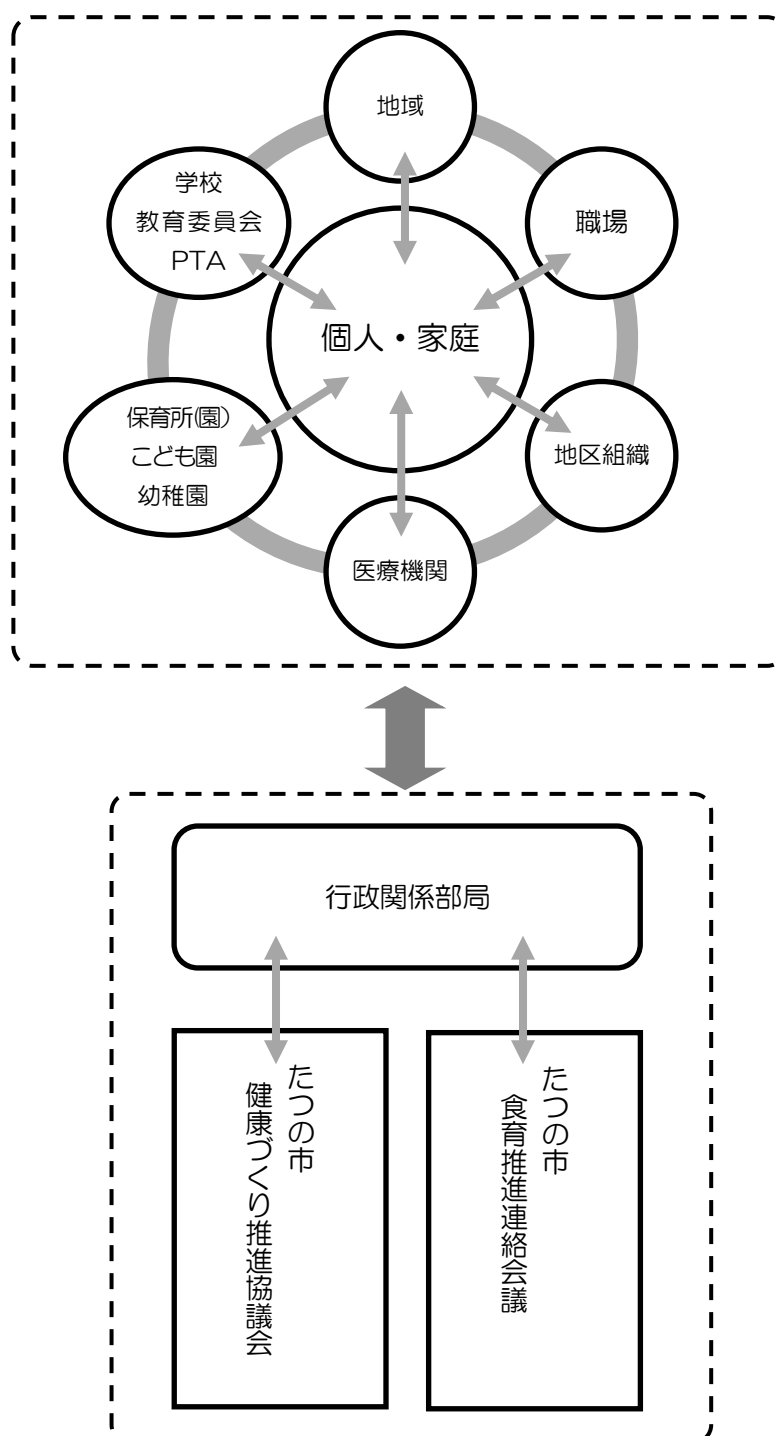 地域
学校
教育委員会
PTA
職場
個人・家庭
保育所(園)
こども園
幼稚園
地区組織
医療機関
行政関係部局
たつの市
健康づくり推進協議会
たつの市
食育推進連絡会議